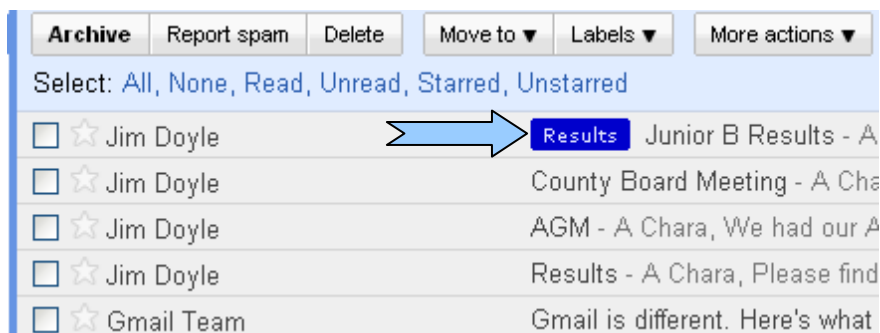 Archive Report spam Delete Move to ▼ Labels ▼ More actions ▼
Select: All, None, Read, Unread, Starred, Unstarred
Jim Doyle Results Junior B Results - A
Jim Doyle County Board Meeting - A Cha
Jim Doyle AGM - A Chara, We had our A
Jim Doyle Results - A Chara, Please find
Gmail Team Gmail is different. Here's what